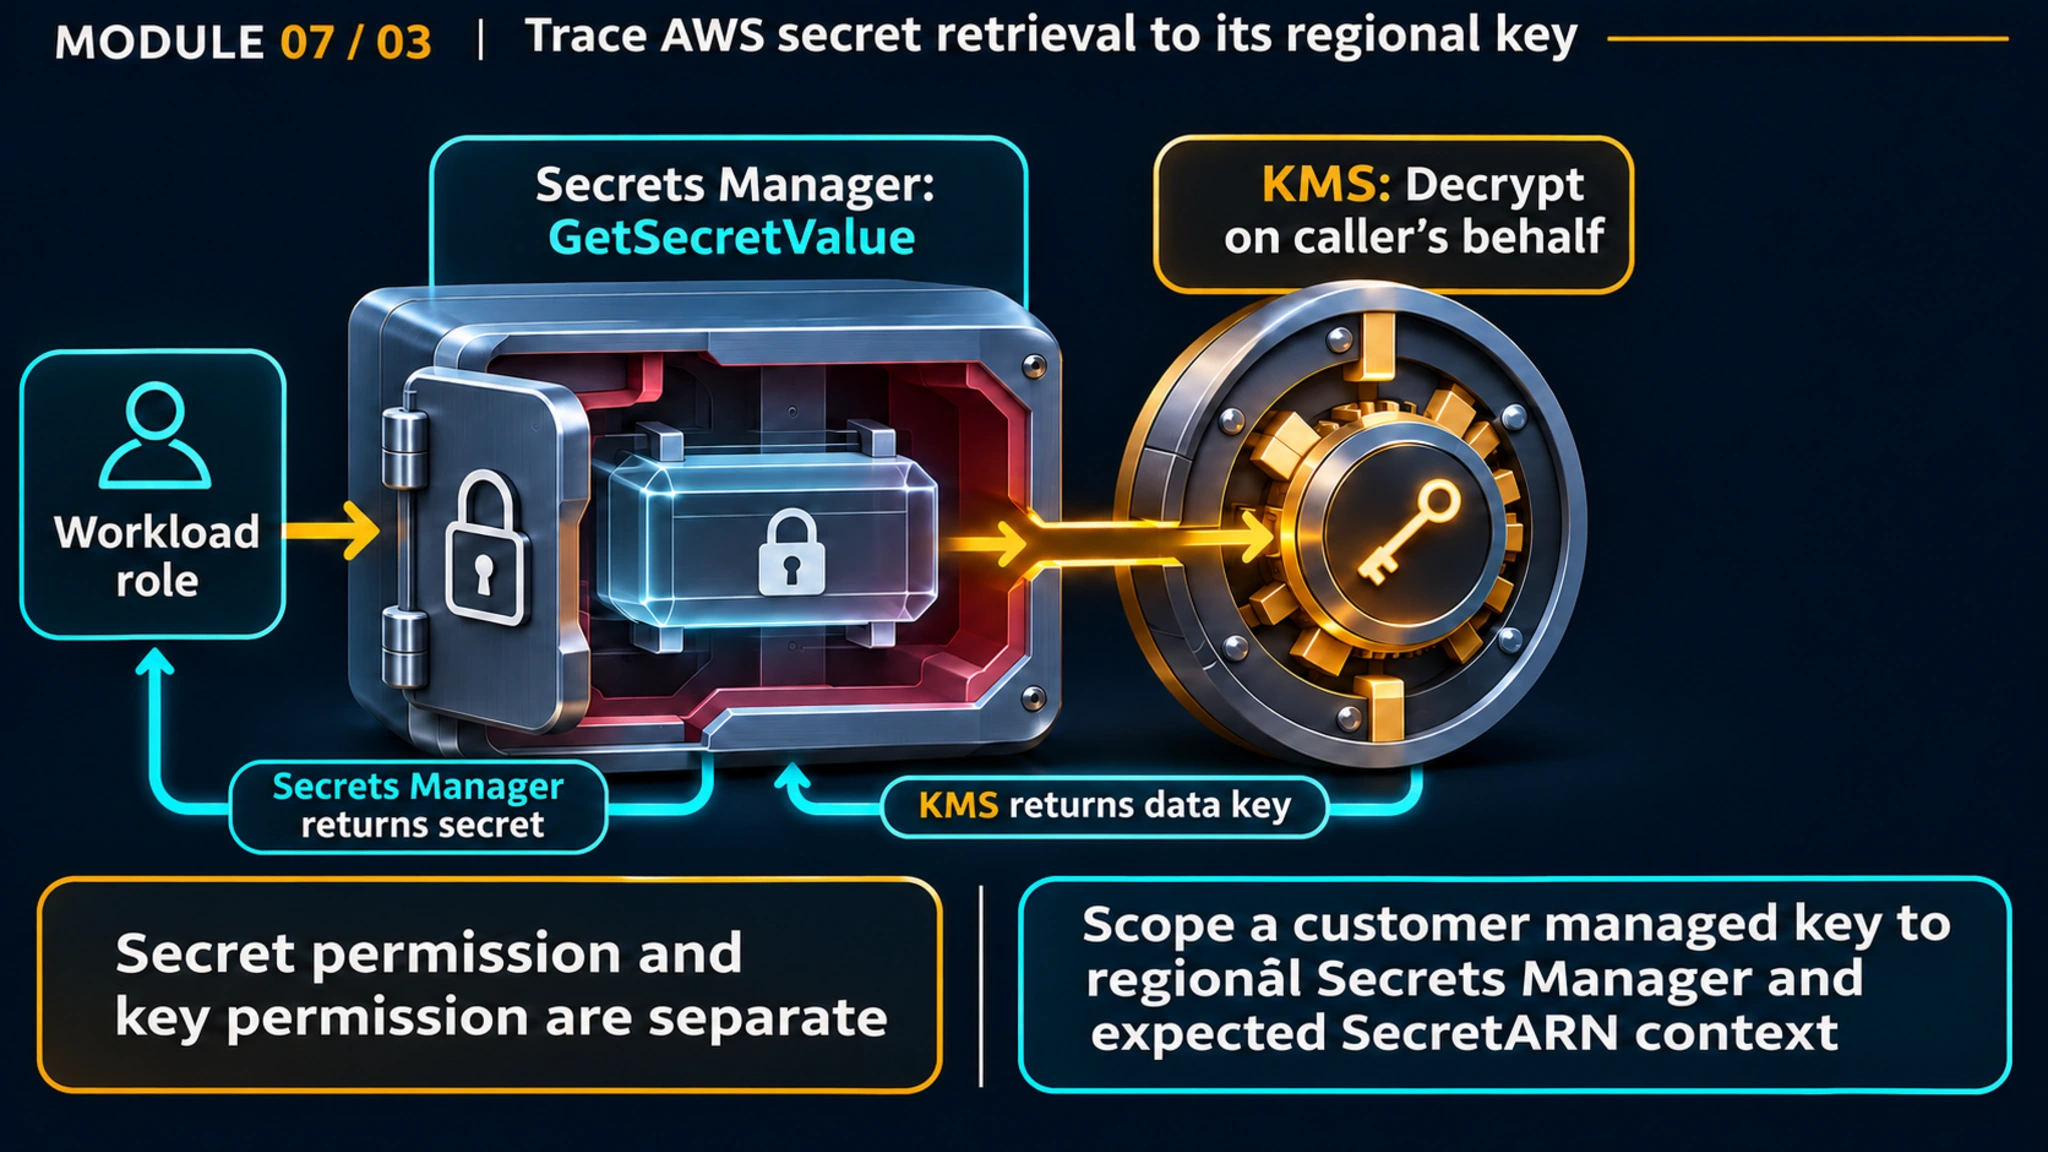 MODULE 07 / 03 | Trace AWS secret retrieval to its regional key
Secrets Manager:
GetSecretValue
KMS: Decrypt
on caller’s behalf
Workload
role
Secrets Manager
returns secret
KMS returns data key
Secret permission and
key permission are separate
Scope a customer managed key to
regionâl Secrets Manager and
expected SecretARN context